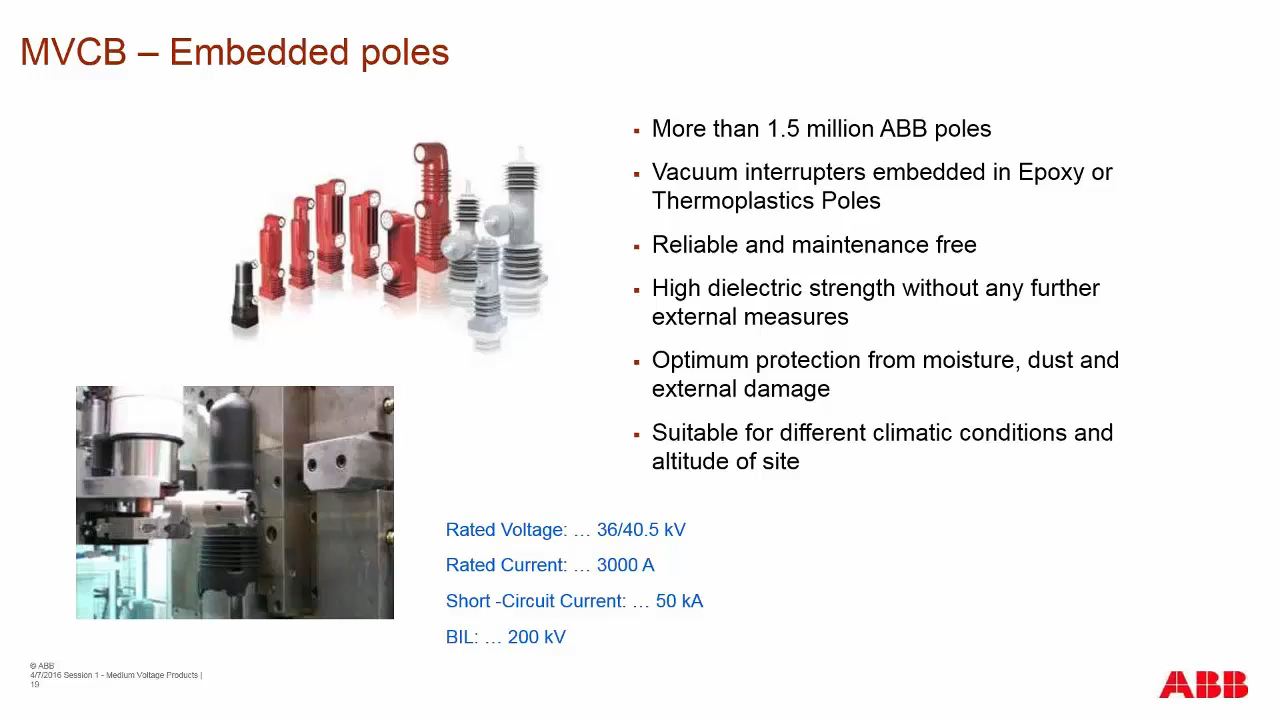 MVCB – Embedded poles
▪ More than 1.5 million ABB poles
▪ Vacuum interrupters embedded in Epoxy or
Thermoplastics Poles
▪ Reliable and maintenance free
▪ High dielectric strength without any further
external measures
▪ Optimum protection from moisture, dust and
external damage
▪ Suitable for different climatic conditions and
altitude of site
Rated Voltage: … 36/40.5 kV
Rated Current: … 3000 A
Short -Circuit Current: … 50 kA
BIL: … 200 kV
© ABB
4/7/2016 Session 1 - Medium Voltage Products |
19
ABB